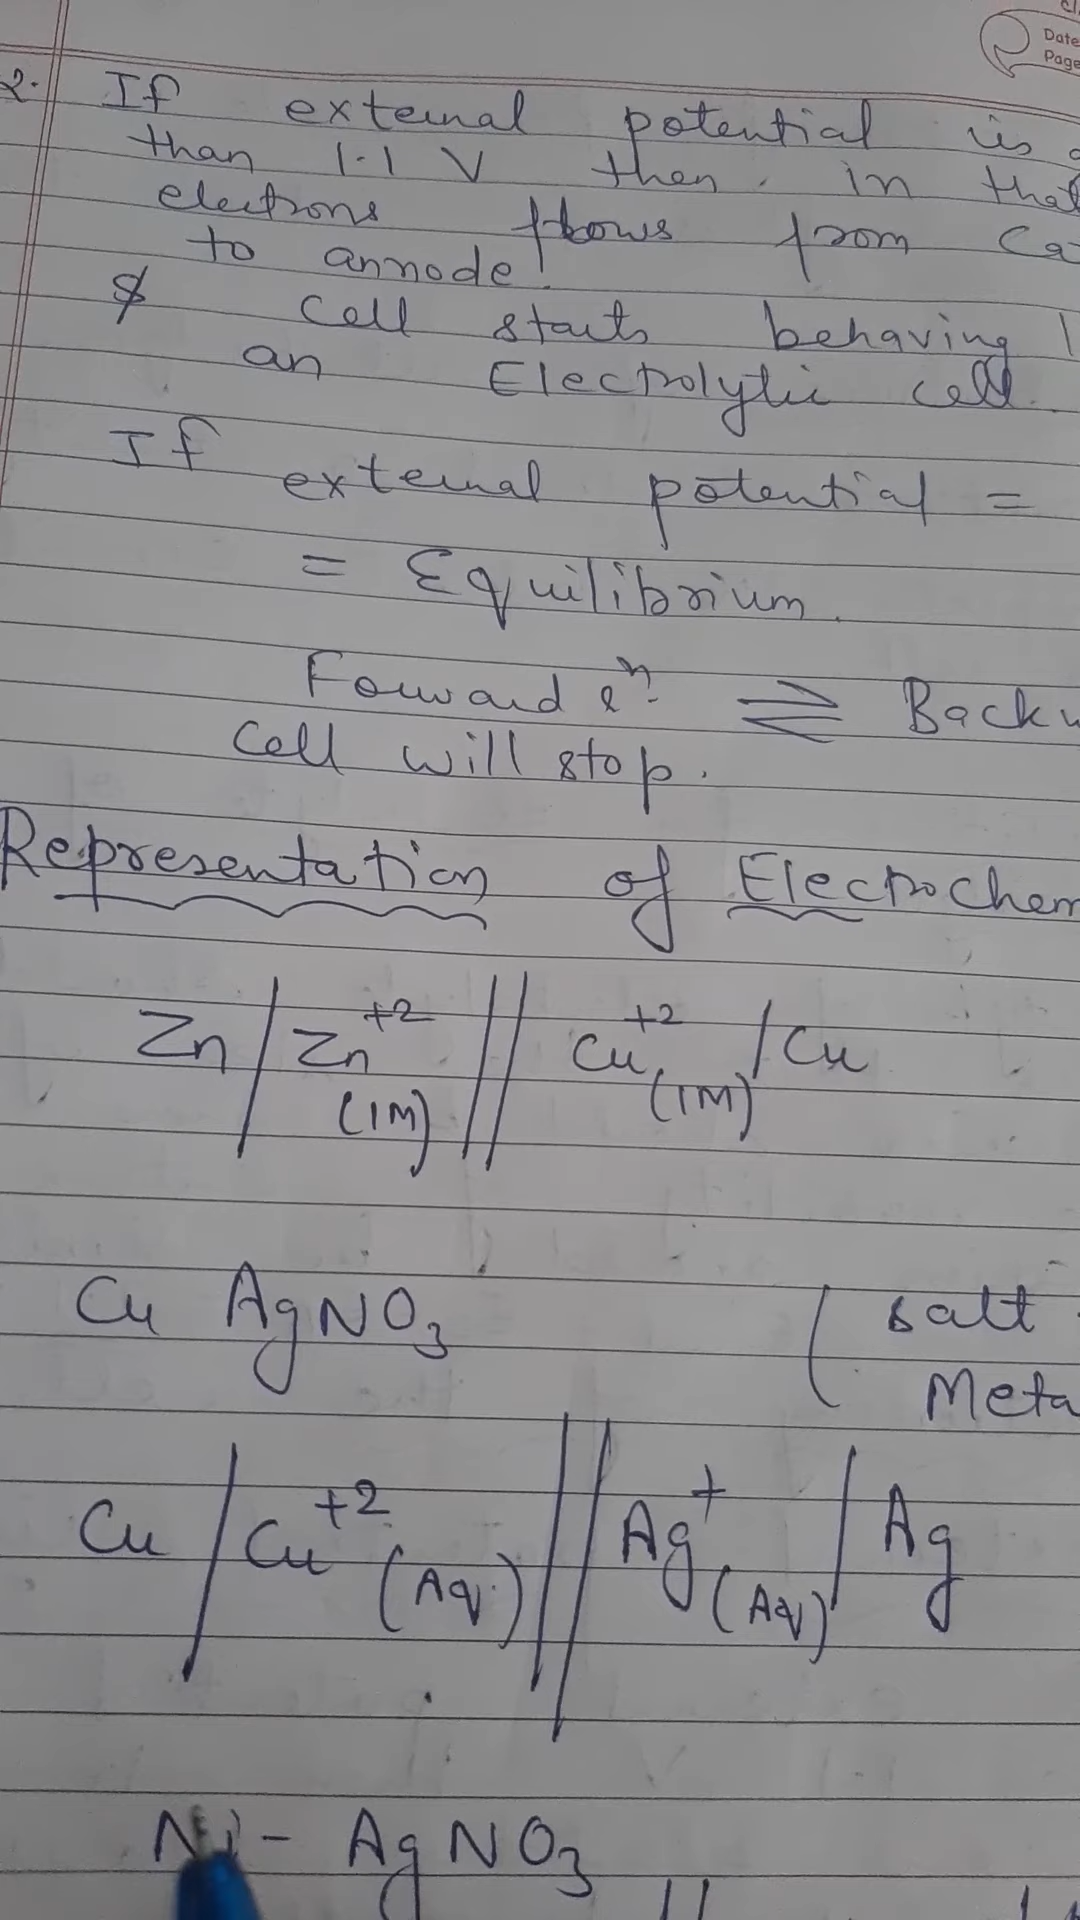 Date
Page
2. If external potential is
than 1.1 V then in that
electrons flows from
to annode.
$ Cell starts behaving
an Electrolytic cell.
If external potential =
= Equilibrium.
Forward rⁿ ⇌
Cell will stop.
Representation of Electrochem
Zn / Zn⁺² // Cu⁺² / Cu
(1M) (1M)
Cu AgNO₃ ( salt
Meta
Cu / Cu⁺² (Aq) // Ag⁺ (Aq) / Ag
Ni - AgNO₃